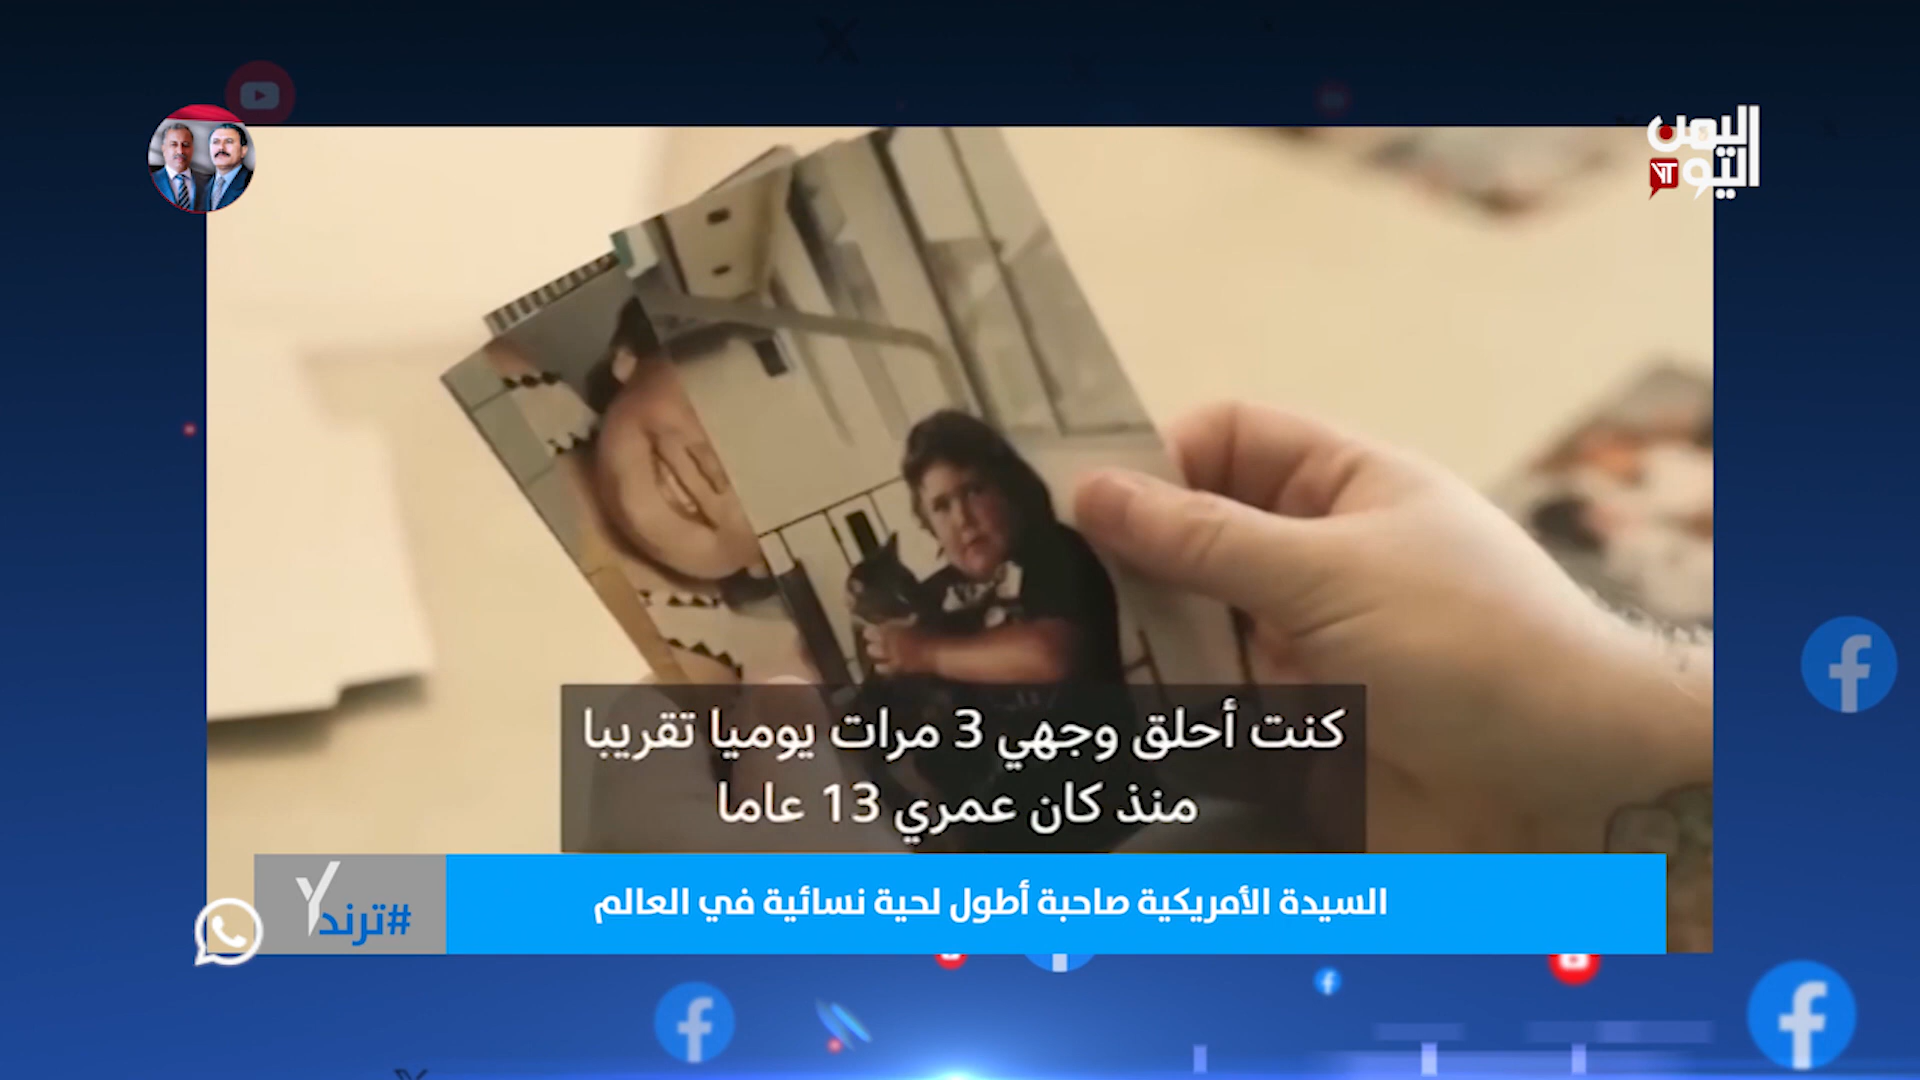 اليمن
اليوم
YT
كنت أحلق وجهي 3 مرات يوميا تقريبا
منذ كان عمري 13 عاما
السيدة الأمريكية صاحبة أطول لحية نسائية في العالم
#ترند
Y